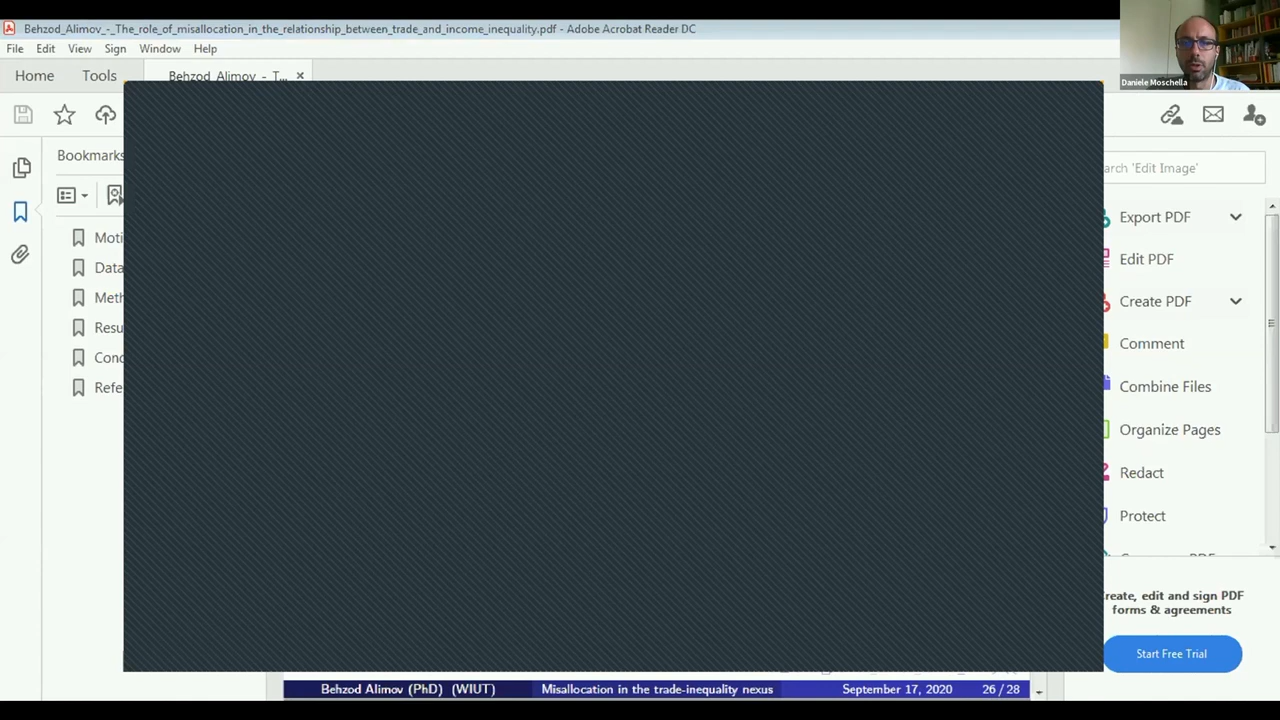 Behzod_Alimov_-_The_role_of_misallocation_in_the_relationship_between_trade_and_income_inequality.pdf - Adobe Acrobat Reader DC
File Edit View Sign Window Help
Home Tools Behzod_Alimov_-_T... ×
Daniele Moschella
Bookmarks
Moti
Data
Meth
Resu
Conc
Refe
arch 'Edit Image'
Export PDF
Edit PDF
Create PDF
Comment
Combine Files
Organize Pages
Redact
Protect
Create, edit and sign PDF
forms & agreements
Start Free Trial
Behzod Alimov (PhD) (WIUT) Misallocation in the trade-inequality nexus September 17, 2020 26 / 28